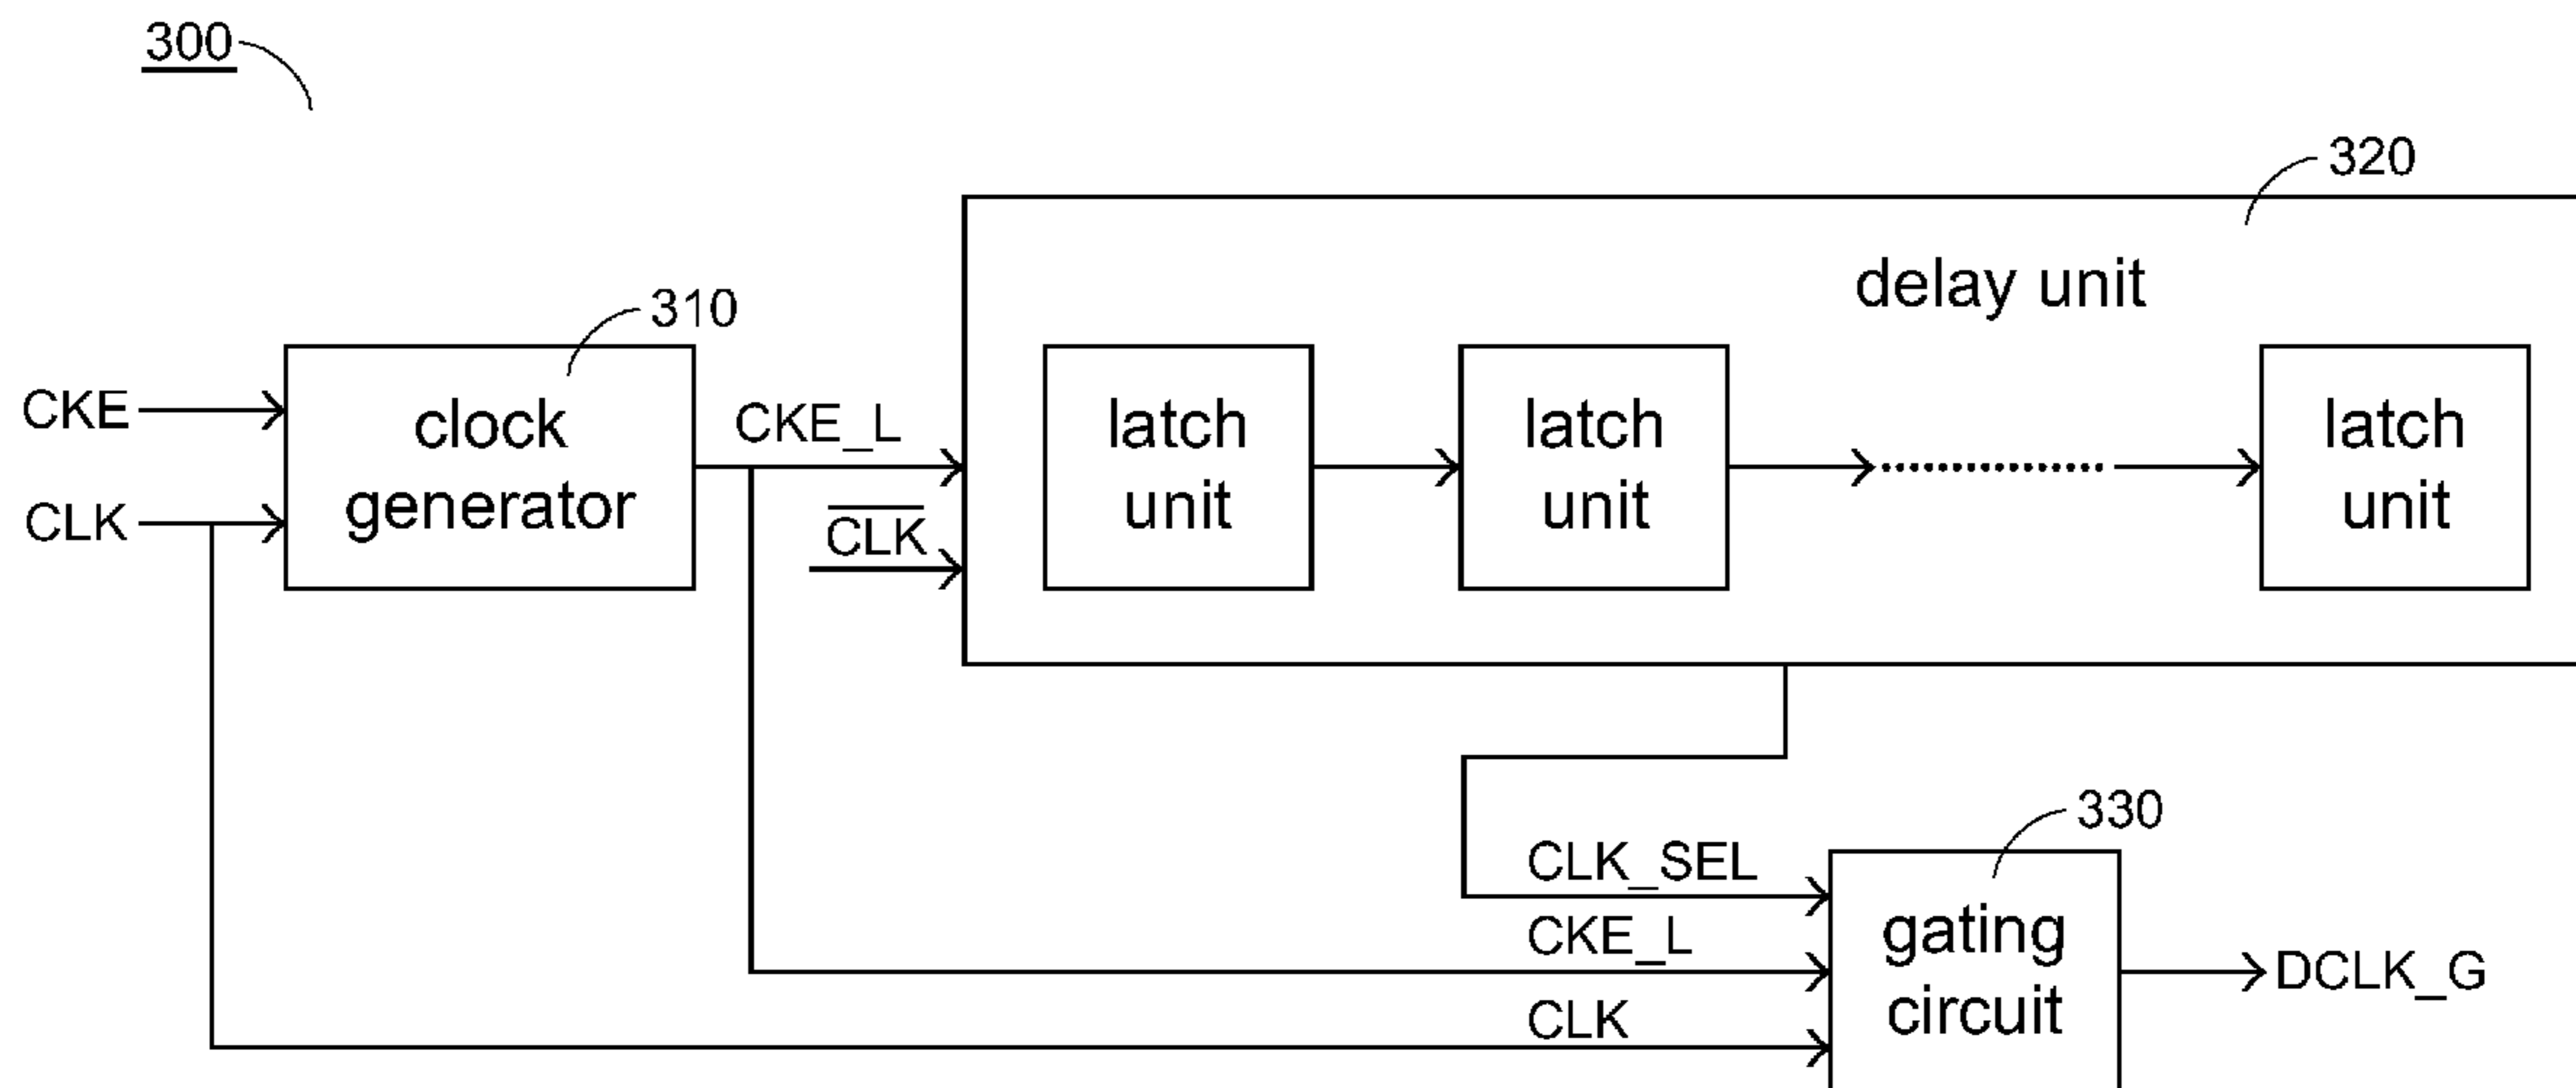 300
320
delay unit
310
CKE
CLK
clock
generator
CKE_L
C̅L̅K̅
latch
unit
latch
unit
latch
unit
330
CLK_SEL
CKE_L
CLK
gating
circuit
DCLK_G